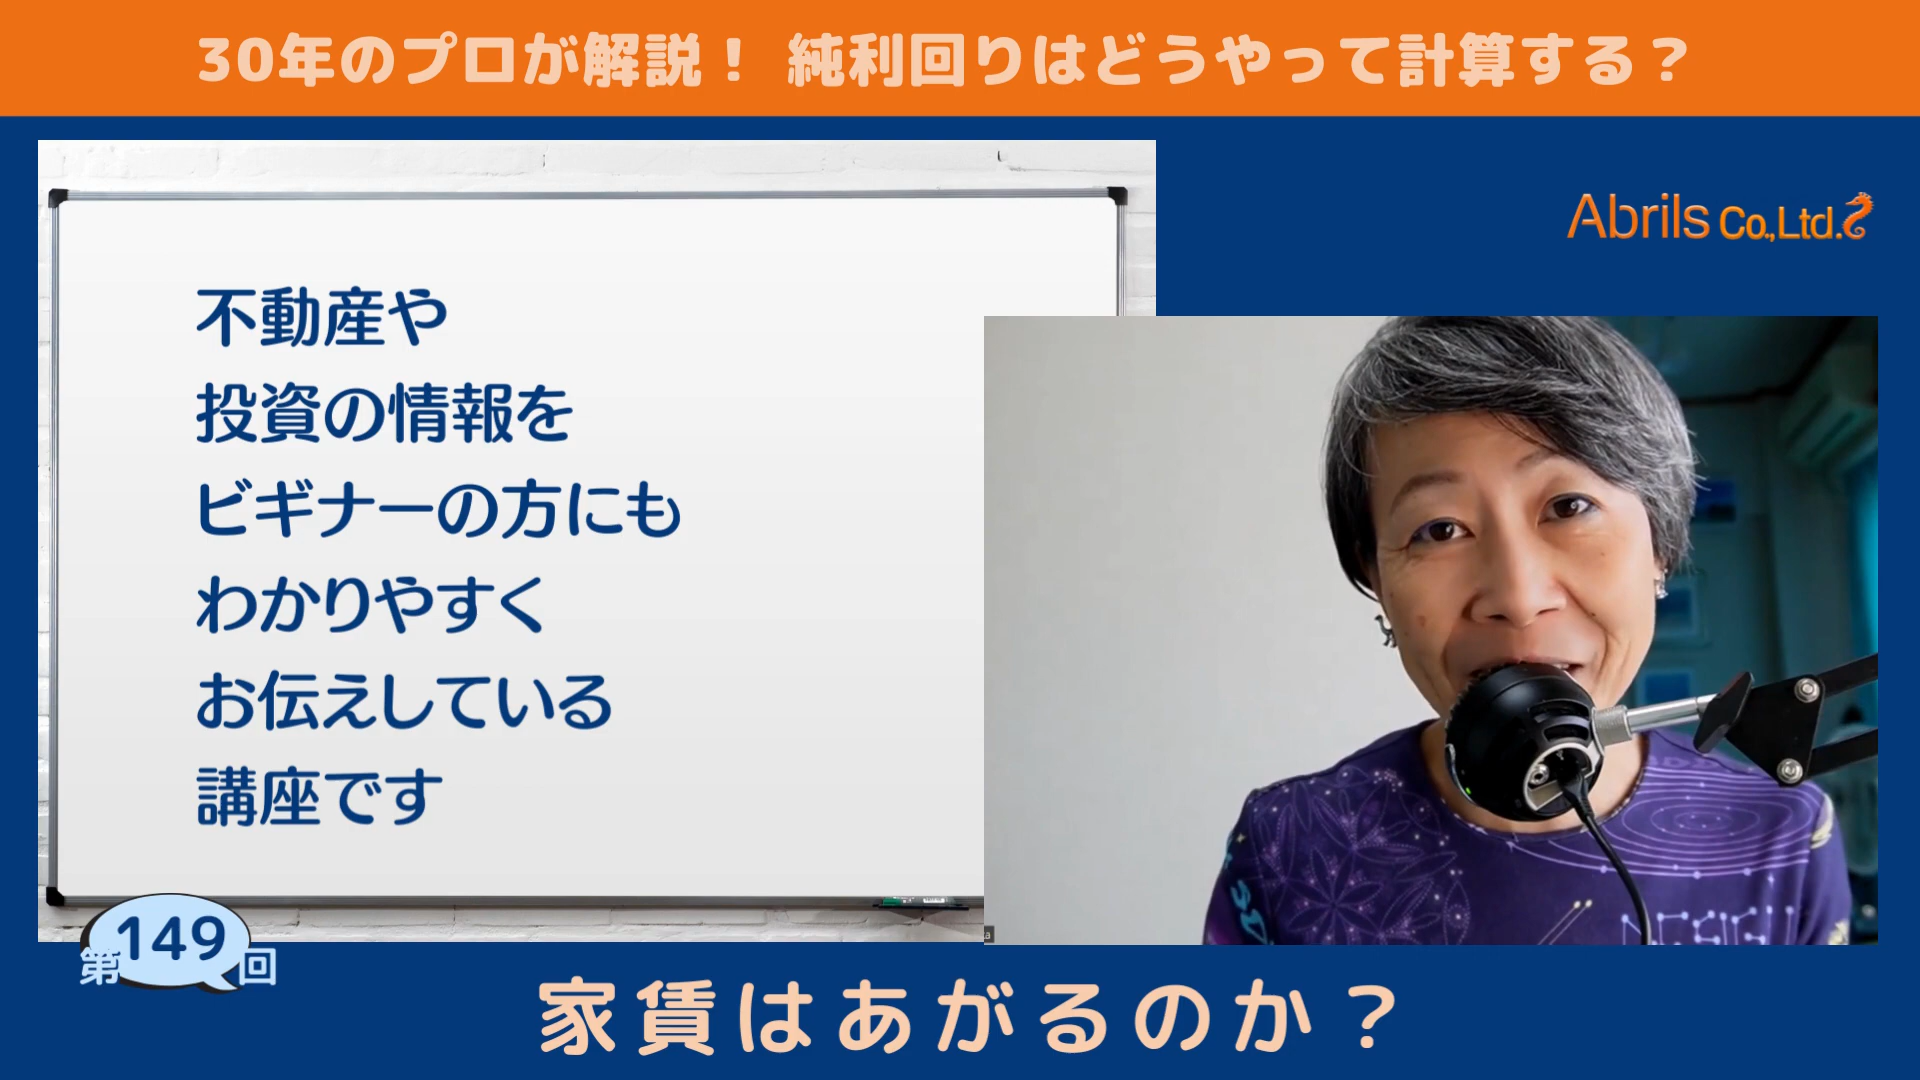 30年のプロが解説! 純利回りはどうやって計算する?
Abrils Co.,Ltd.
不動産や
投資の情報を
ビギナーの方にも
わかりやすく
お伝えしている
講座です
第149回
家賃はあがるのか?